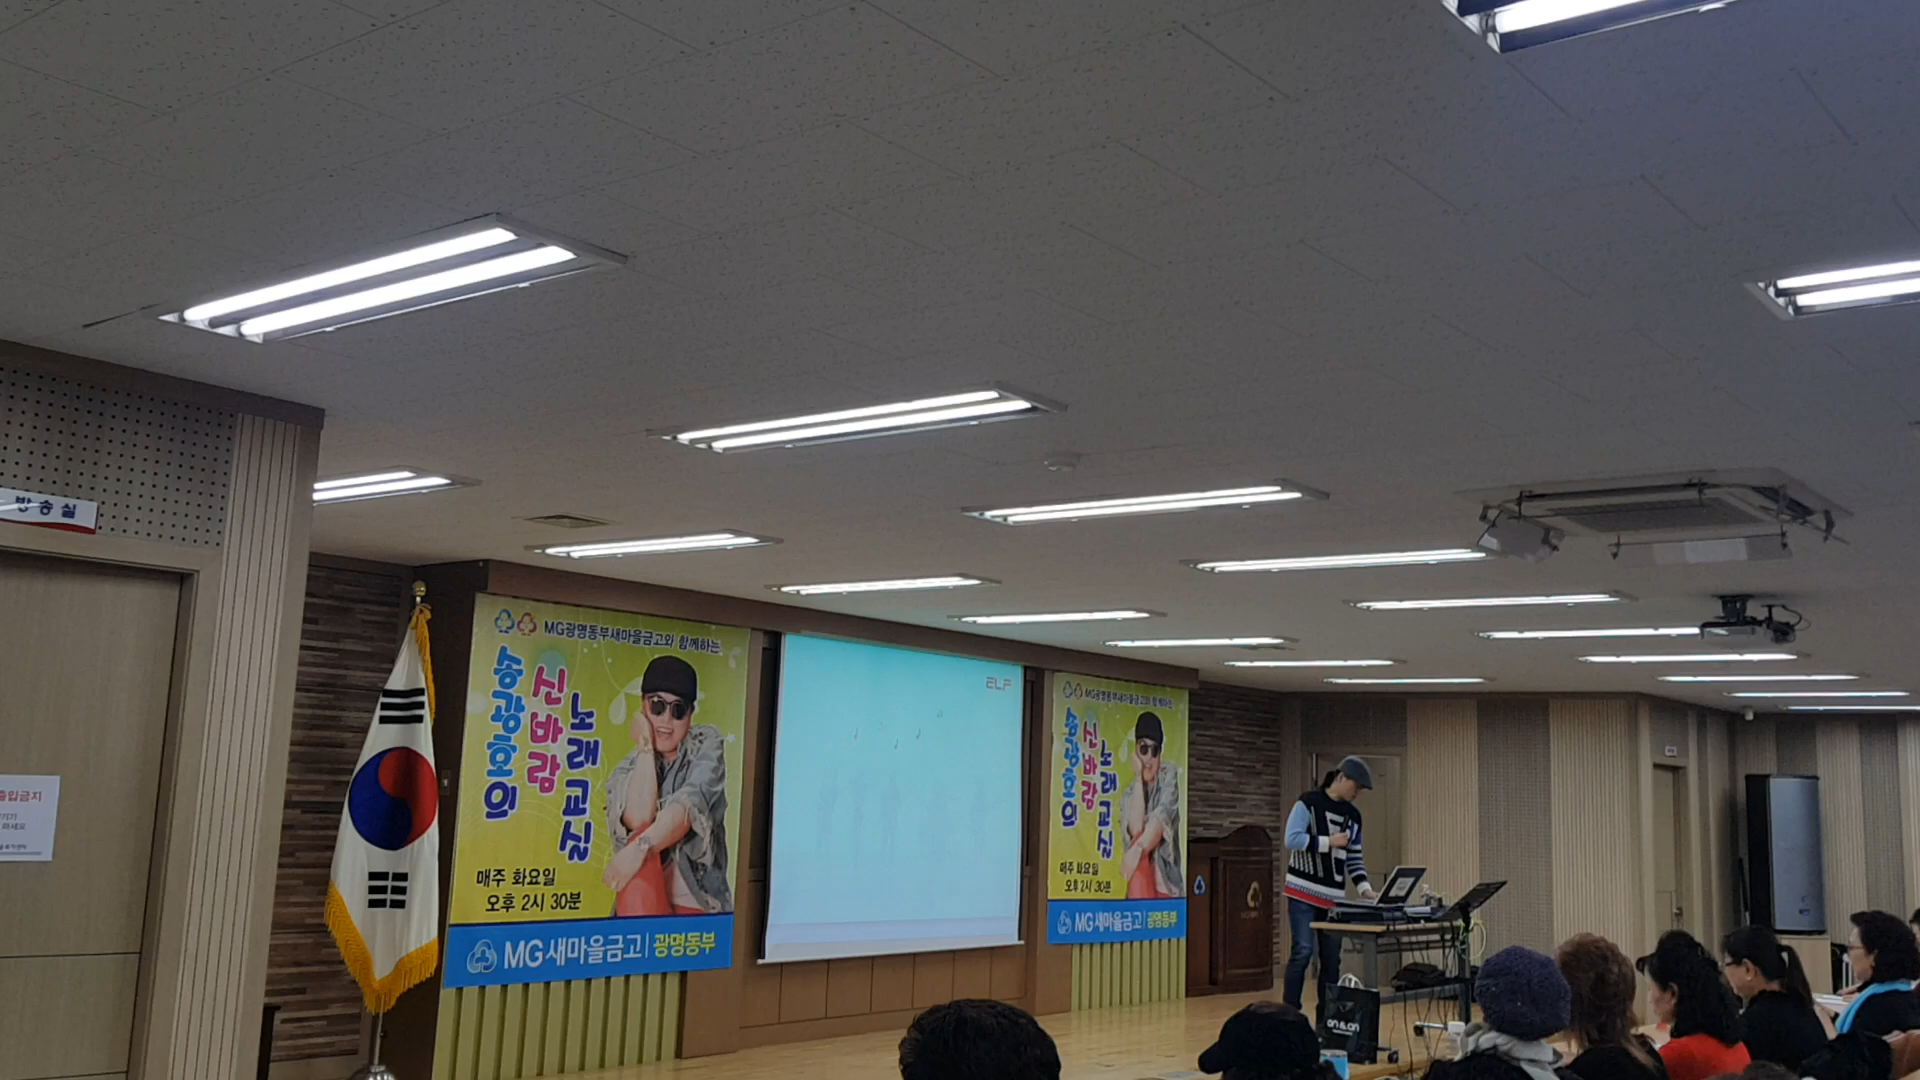 방송실
출입금지
MG광명동부새마을금고와 함께하는
송광호의
신바람
노래교실
매주 화요일
오후 2시 30분
MG새마을금고 광명동부
ELF
MG광명동부새마을금고와 함께하는
송광호의
신바람
노래교실
매주 화요일
오후 2시 30분
MG새마을금고 광명동부
on&on